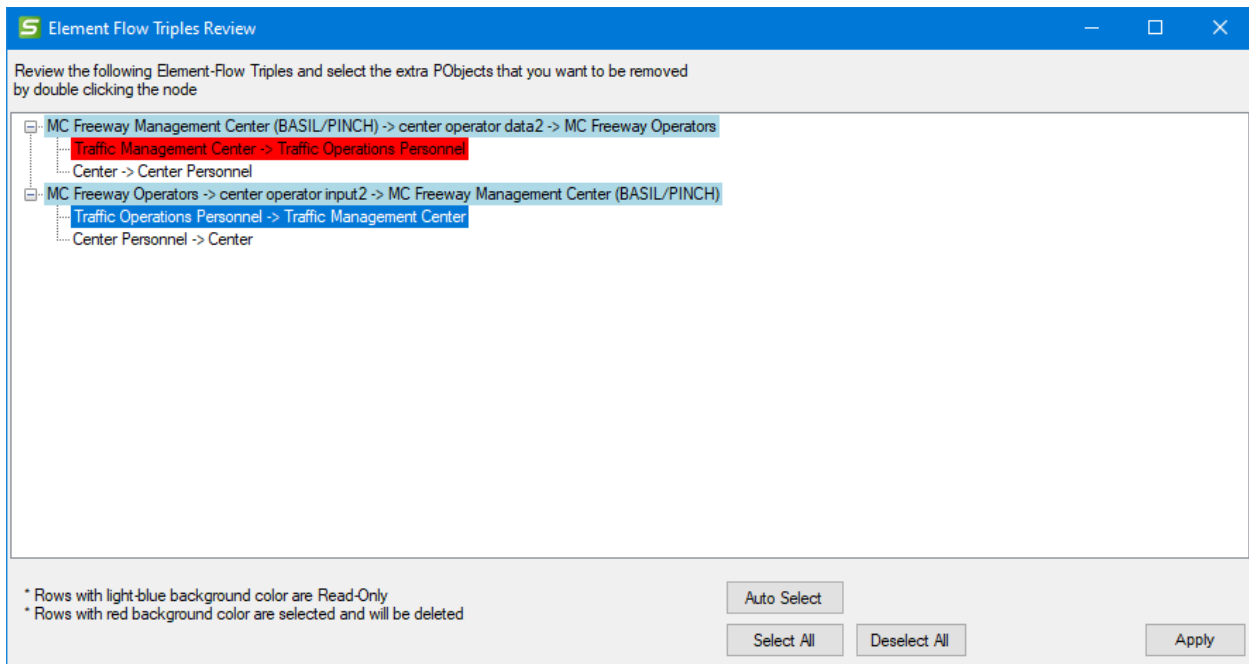 S Element Flow Triples Review
Review the following Element-Flow Triples and select the extra PObjects that you want to be removed
by double clicking the node
MC Freeway Management Center (BASIL/PINCH) -> center operator data2 -> MC Freeway Operators
Traffic Management Center -> Traffic Operations Personnel
Center -> Center Personnel
MC Freeway Operators -> center operator input2 -> MC Freeway Management Center (BASIL/PINCH)
Traffic Operations Personnel -> Traffic Management Center
Center Personnel -> Center
* Rows with light-blue background color are Read-Only
* Rows with red background color are selected and will be deleted
Auto Select
Select All Deselect All Apply